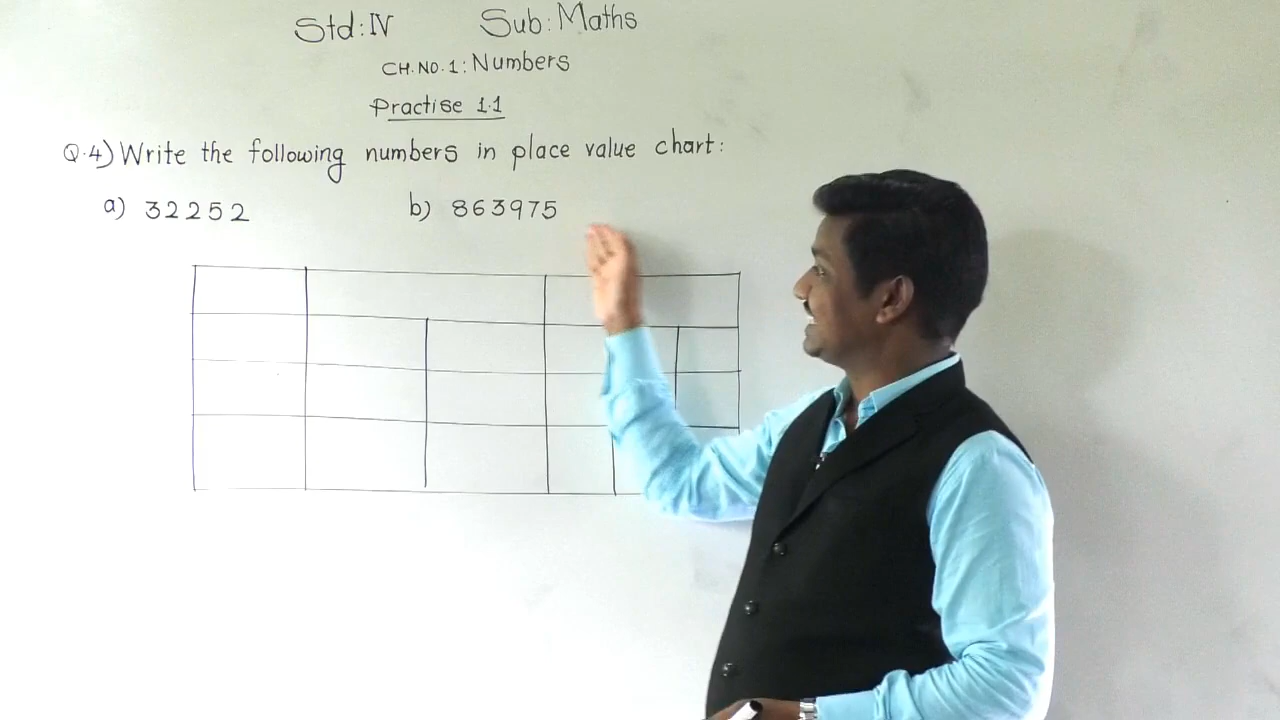 Std:IV Sub:Maths
CH.NO.1:Numbers
Practise 1.1
Q.4) Write the following numbers in place value chart:
a) 32252 b) 863975